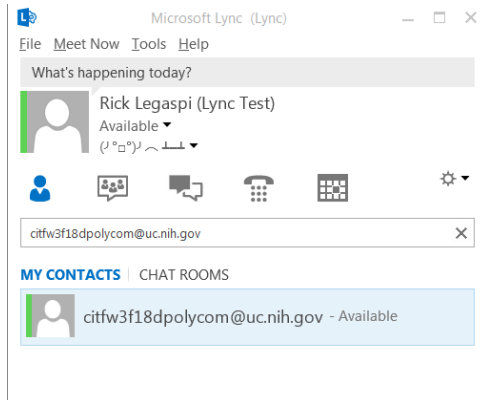 Microsoft Lync (Lync)
File Meet Now Tools Help
What's happening today?
Rick Legaspi (Lync Test)
Available
(╯°□°)╯︵ ┻━┻
citfw3f18dpolycom@uc.nih.gov
MY CONTACTS CHAT ROOMS
citfw3f18dpolycom@uc.nih.gov - Available